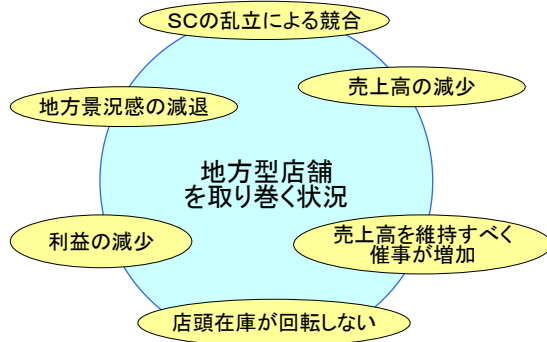 SCの乱立による競合
売上高の減少
地方景況感の減退
地方型店舗
を取り巻く状況
利益の減少
売上高を維持すべく
催事が増加
店頭在庫が回転しない